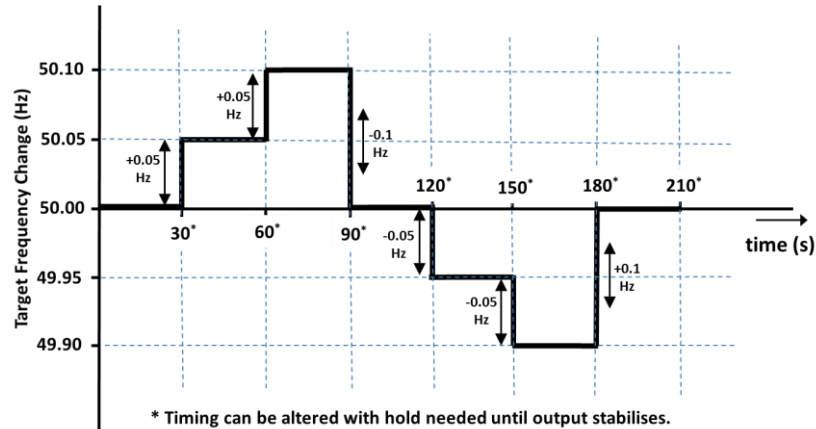 Target Frequency Change (Hz)
50.10
50.05
50.00
49.95
49.90
+0.05
Hz
+0.05
Hz
-0.1
Hz
-0.05
Hz
-0.05
Hz
+0.1
Hz
30*
60*
90*
120*
150*
180*
210*
time (s)
* Timing can be altered with hold needed until output stabilises.